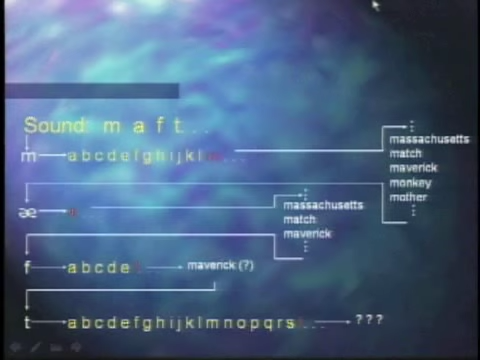 Sound: m a f t . . .
m a b c d e f g h i j k l m . . .
⋮
massachusetts
match
maverick
monkey
mother
⋮
æ a . . .
⋮
massachusetts
match
maverick
⋮
f a b c d e f maverick (?)
t a b c d e f g h i j k l m n o p q r s t . . . ???